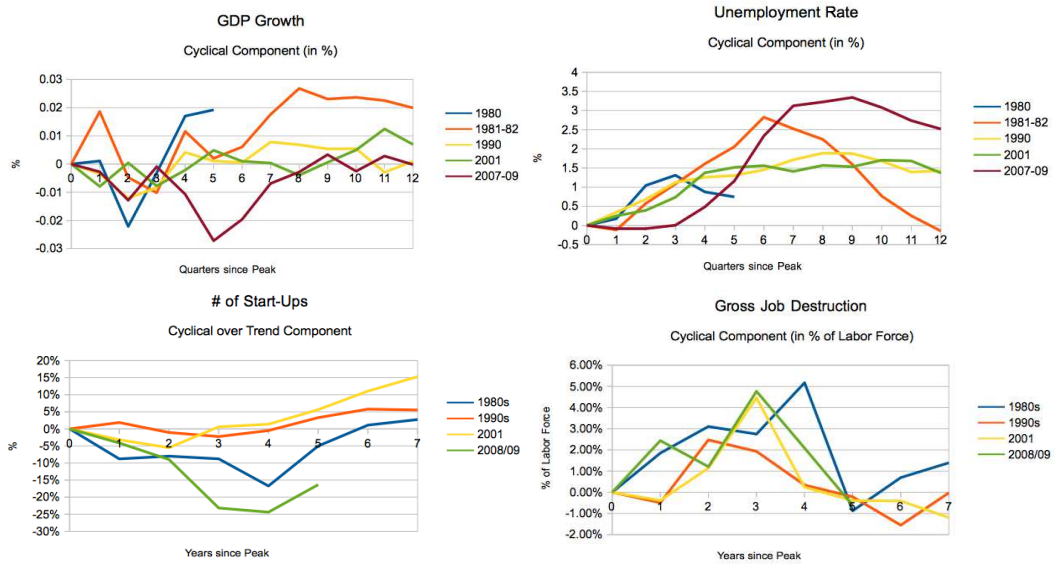 GDP Growth
Cyclical Component (in %)
0.03
0.02
0.01
0
-0.01
-0.02
-0.03
%
0 1 2 3 4 5 6 7 8 9 10 11 12
Quarters since Peak
1980
1981-82
1990
2001
2007-09
Unemployment Rate
Cyclical Component (in %)
4
3.5
3
2.5
2
1.5
1
0.5
0
-0.5
%
0 1 2 3 4 5 6 7 8 9 10 11 12
Quarters since Peak
1980
1981-82
1990
2001
2007-09
# of Start-Ups
Cyclical over Trend Component
20%
15%
10%
5%
0%
-5%
-10%
-15%
-20%
-25%
-30%
%
0 1 2 3 4 5 6 7
Years since Peak
1980s
1990s
2001
2008/09
Gross Job Destruction
Cyclical Component (in % of Labor Force)
6.00%
5.00%
4.00%
3.00%
2.00%
1.00%
0.00%
-1.00%
-2.00%
% of Labor Force
0 1 2 3 4 5 6 7
Years since Peak
1980s
1990s
2001
2008/09